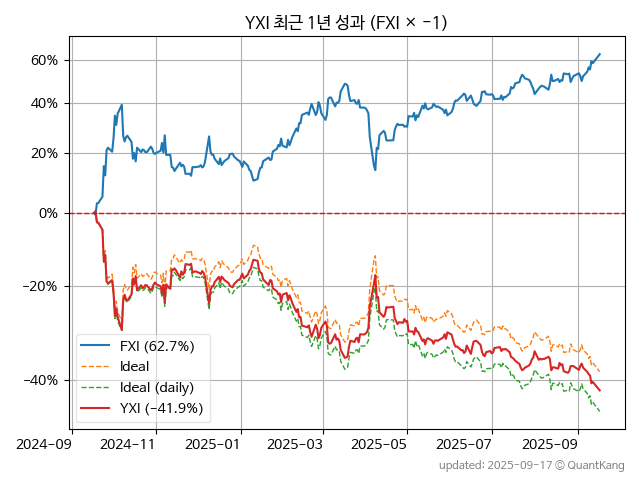 YXI 최근 1년 성과 (FXI × −1)
60%
40%
20%
0%
−20%
−40%
FXI (62.7%)
Ideal
Ideal (daily)
YXI (−41.9%)
2024-09 2024-11 2025-01 2025-03 2025-05 2025-07 2025-09
updated: 2025-09-17 © QuantKang